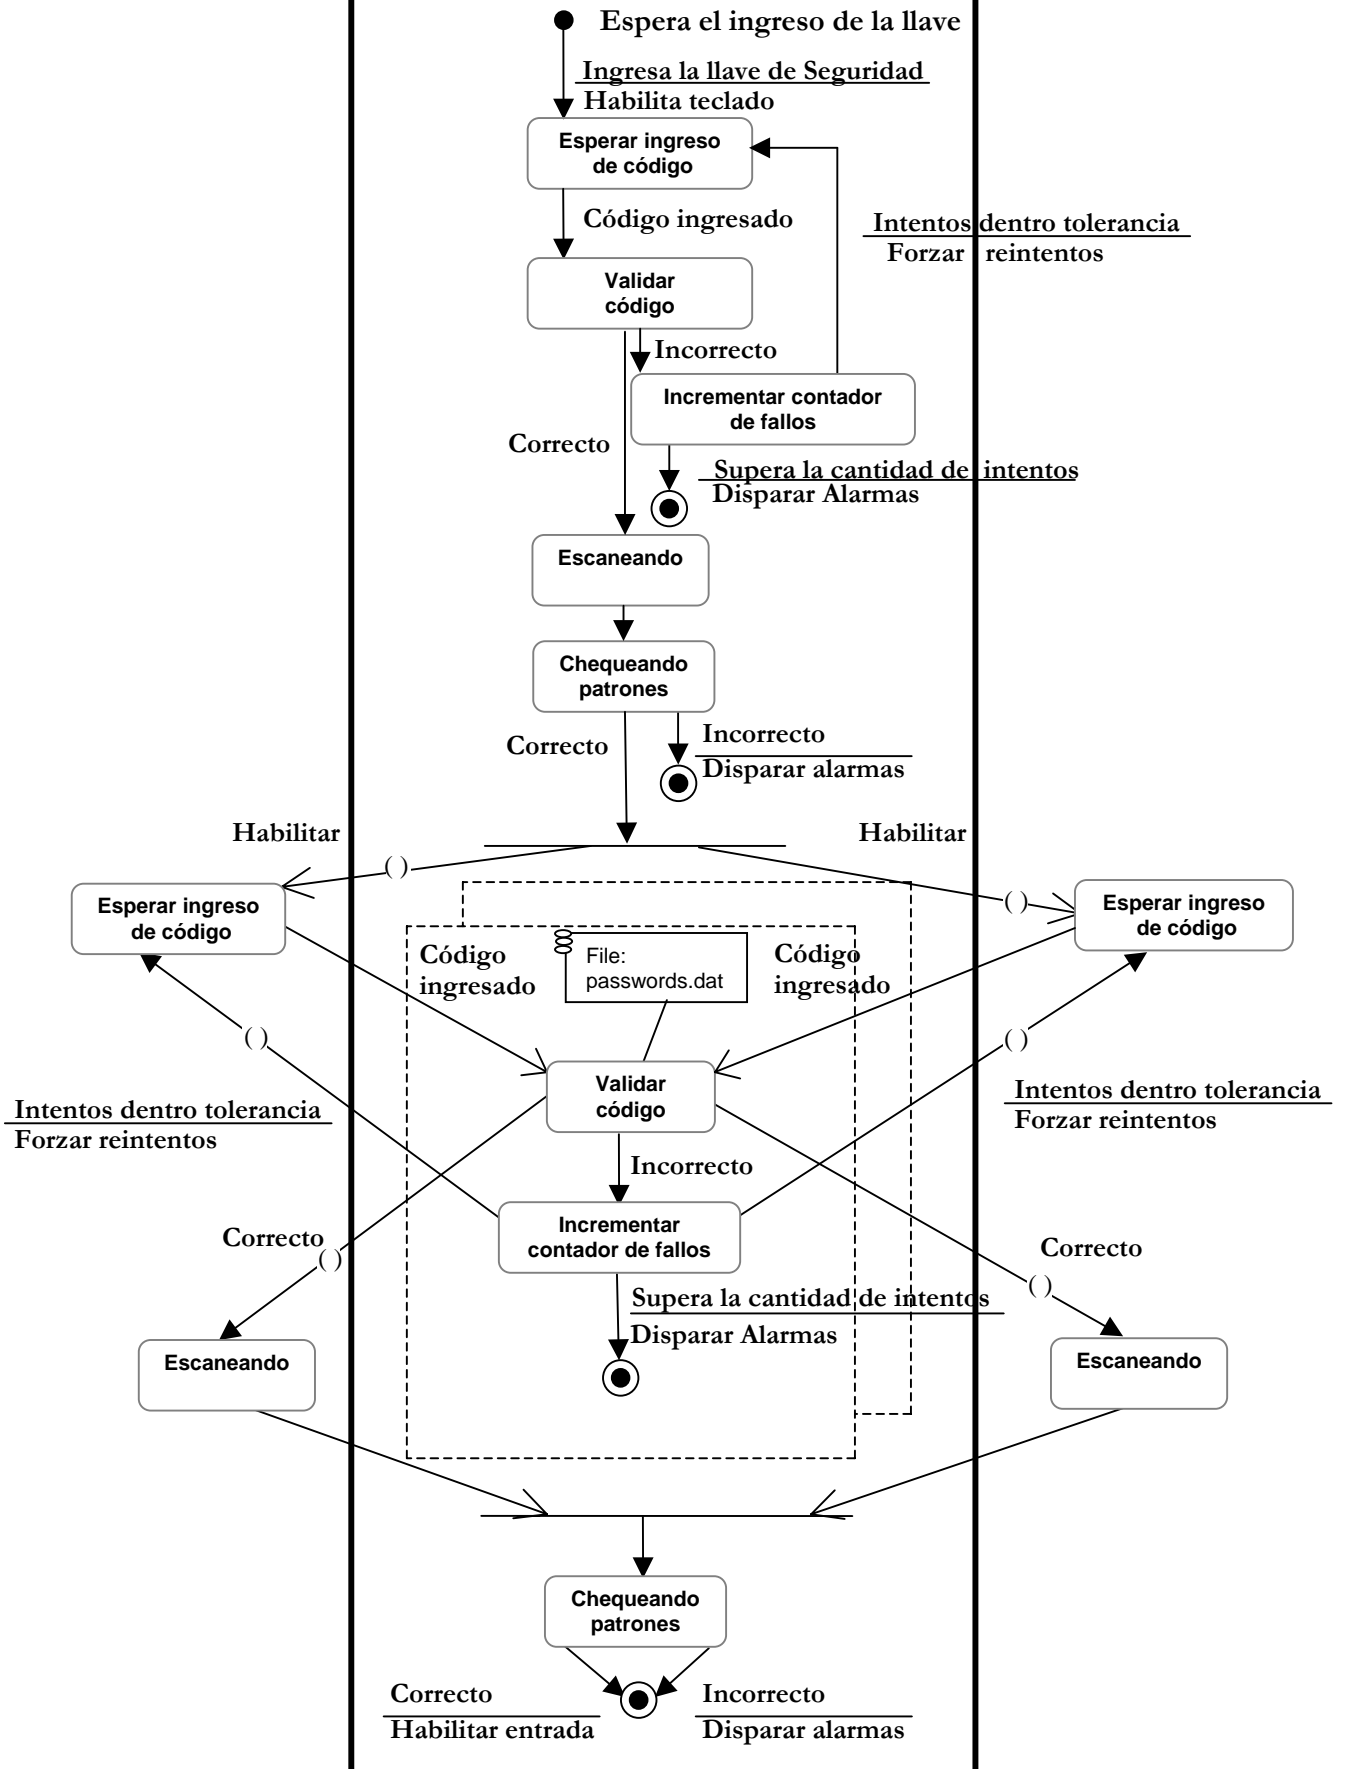 Espera el ingreso de la llave
Ingresa la llave de Seguridad
Habilita teclado
Esperar ingreso
de código
Código ingresado
Intentos dentro tolerancia
Forzar reintentos
Validar
código
Incorrecto
Incrementar contador
de fallos
Correcto
Supera la cantidad de intentos
Disparar Alarmas
Escaneando
Chequeando
patrones
Correcto
Incorrecto
Disparar alarmas
Habilitar
Habilitar
( )
( )
Esperar ingreso
de código
Esperar ingreso
de código
Código
ingresado
File:
passwords.dat
Código
ingresado
( )
( )
Validar
código
Intentos dentro tolerancia
Forzar reintentos
Intentos dentro tolerancia
Forzar reintentos
Incorrecto
Incrementar
contador de fallos
Correcto
( )
Correcto
( )
Supera la cantidad de intentos
Disparar Alarmas
Escaneando
Escaneando
Chequeando
patrones
Correcto
Habilitar entrada
Incorrecto
Disparar alarmas